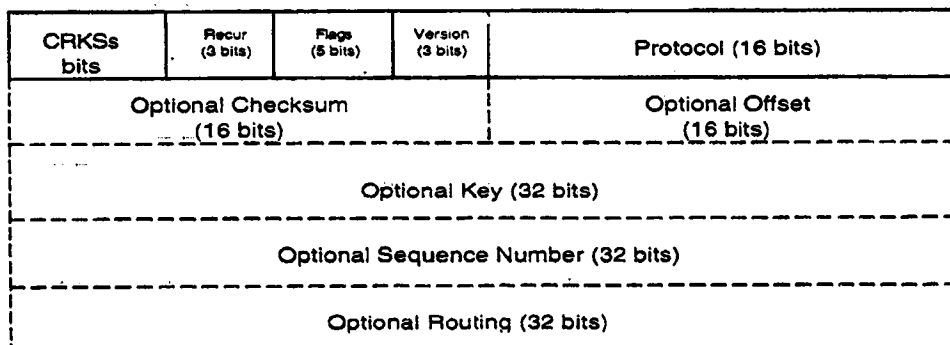 CRKSs
bits
Recur
(3 bits)
Flags
(5 bits)
Version
(3 bits)
Protocol (16 bits)
Optional Checksum
(16 bits)
Optional Offset
(16 bits)
Optional Key (32 bits)
Optional Sequence Number (32 bits)
Optional Routing (32 bits)